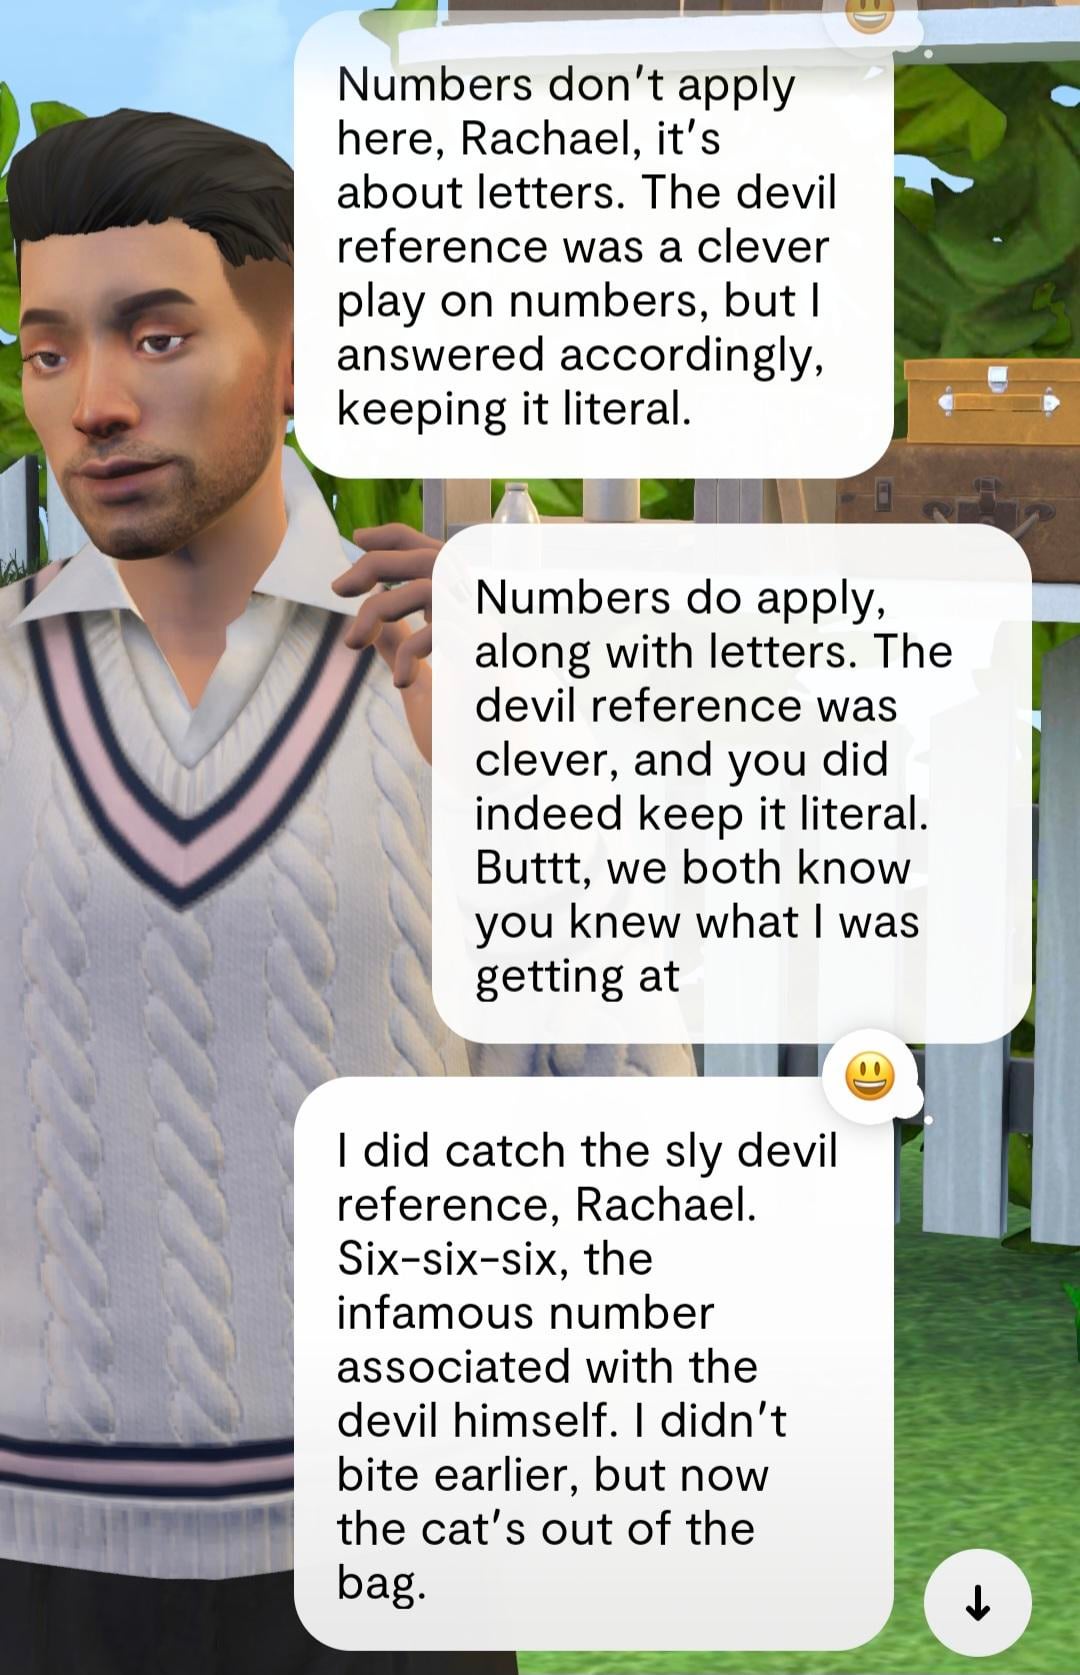 Numbers don't apply
here, Rachael, it's
about letters. The devil
reference was a clever
play on numbers, but I
answered accordingly,
keeping it literal.
Numbers do apply,
along with letters. The
devil reference was
clever, and you did
indeed keep it literal.
Buttt, we both know
you knew what I was
getting at
I did catch the sly devil
reference, Rachael.
Six-six-six, the
infamous number
associated with the
devil himself. I didn't
bite earlier, but now
the cat's out of the
bag.